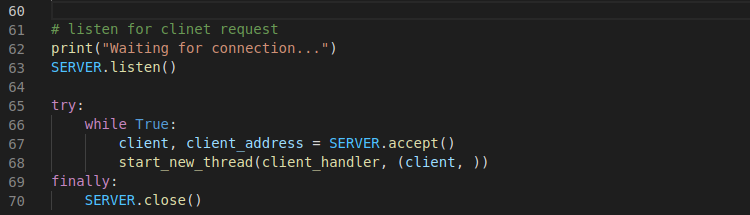 60
61 # listen for clinet request
62 print("Waiting for connection...")
63 SERVER.listen()
64
65 try:
66     while True:
67         client, client_address = SERVER.accept()
68         start_new_thread(client_handler, (client, ))
69 finally:
70     SERVER.close()